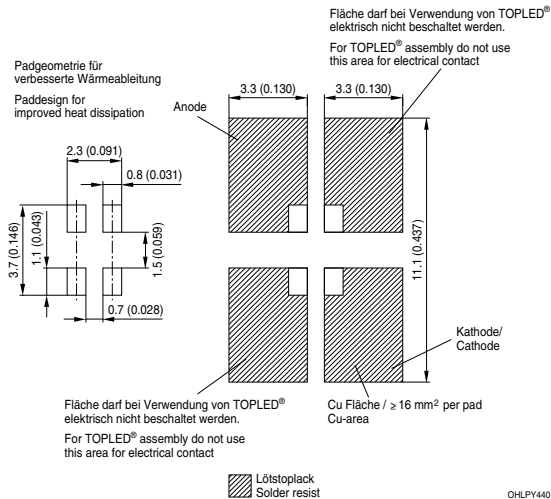 Fläche darf bei Verwendung von TOPLED®
elektrisch nicht beschaltet werden.
For TOPLED® assembly do not use
this area for electrical contact
Padgeometrie für
verbesserte Wärmeableitung
Paddesign for
improved heat dissipation
Anode
3.3 (0.130)
3.3 (0.130)
2.3 (0.091)
0.8 (0.031)
3.7 (0.146)
1.1 (0.043)
1.5 (0.059)
0.7 (0.028)
11.1 (0.437)
Kathode/
Cathode
Fläche darf bei Verwendung von TOPLED®
elektrisch nicht beschaltet werden.
For TOPLED® assembly do not use
this area for electrical contact
Cu Fläche / ≥ 16 mm² per pad
Cu-area
Lötstoplack
Solder resist
OHLPY440